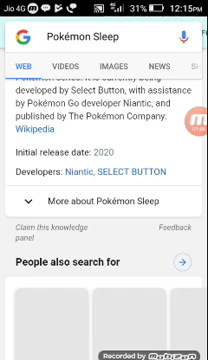 Jio 4G 31% 12:15PM
Pokémon Sleep
WEB VIDEOS IMAGES NEWS
developed by Select Button, with assistance
by Pokémon Go developer Niantic, and
published by The Pokémon Company.
Wikipedia
Initial release date: 2020
Developers: Niantic, SELECT BUTTON
More about Pokémon Sleep
Claim this knowledge Feedback
panel
People also search for
Recorded by Mobizen